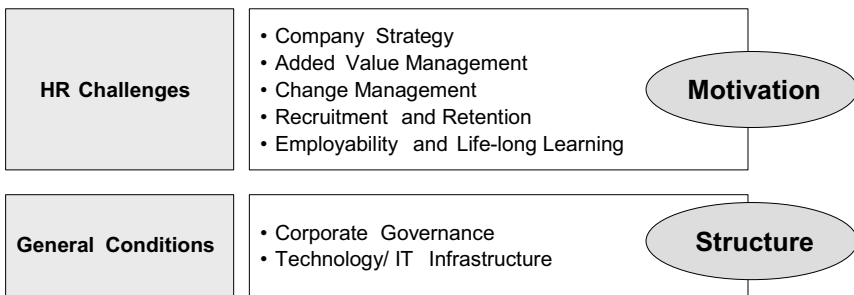 HR Challenges
• Company Strategy
• Added Value Management
• Change Management
• Recruitment and Retention
• Employability and Life-long Learning
Motivation
General Conditions
• Corporate Governance
• Technology/ IT Infrastructure
Structure